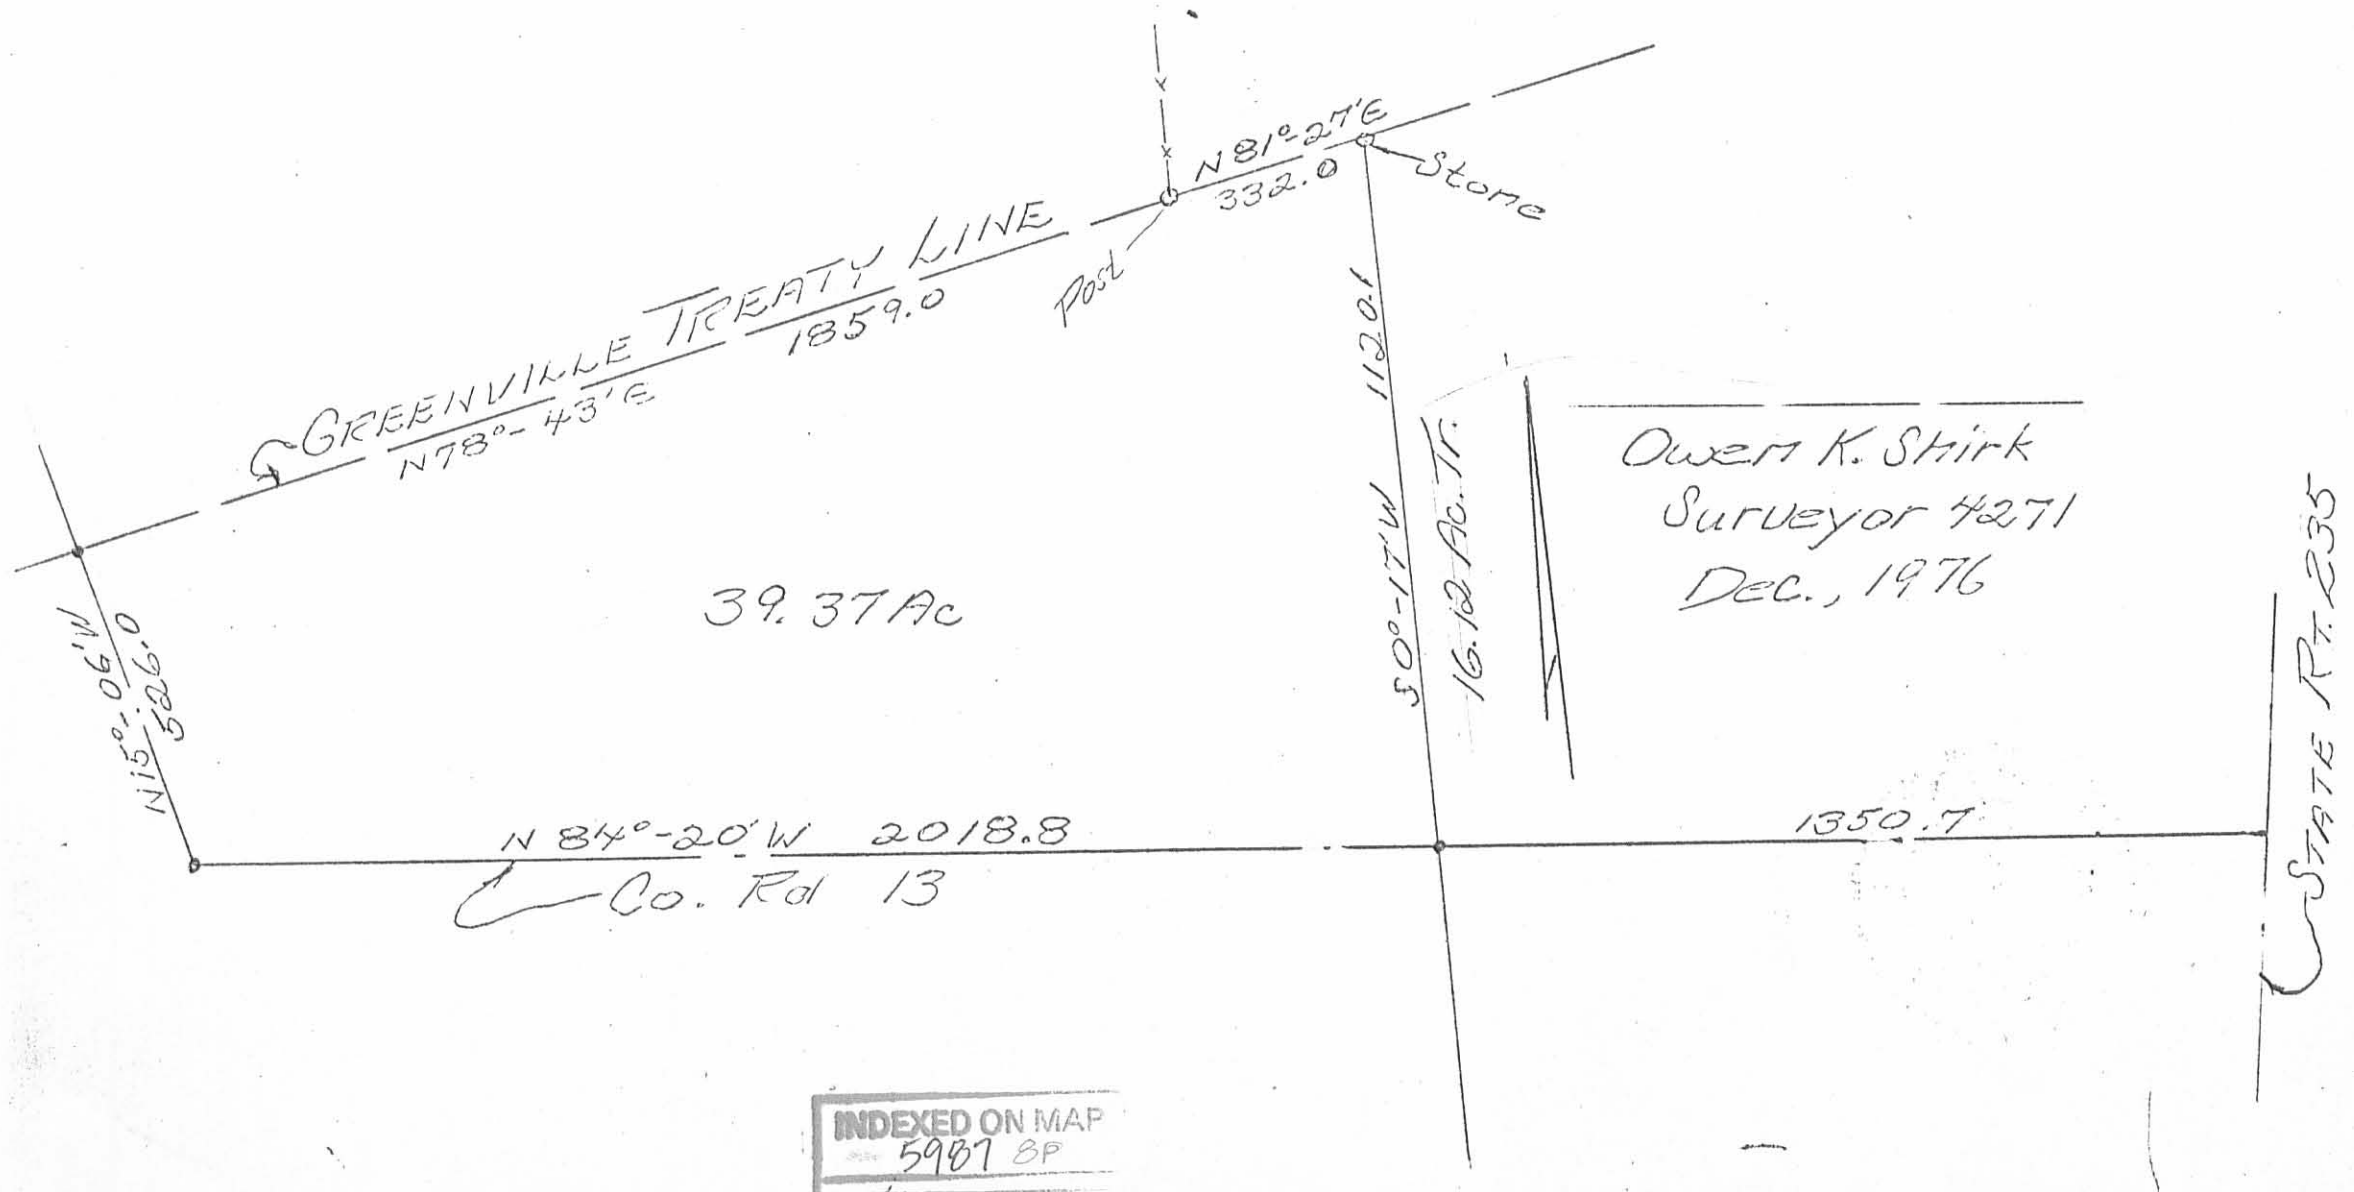 N81°-27'E
332.0
Stone
Post
GREENVILLE TREATY LINE
1859.0
N78°-43'E
S0°-17'W 1120.1
16.12 Ac. Tr.
Owen K. Shirk
Surveyor 4271
Dec., 1976
39.37 Ac
N15°-06'W
526.0
STATE RT. 235
N 84°-20'W 2018.8
1350.7
Co. Rd 13
INDEXED ON MAP
5987 8P